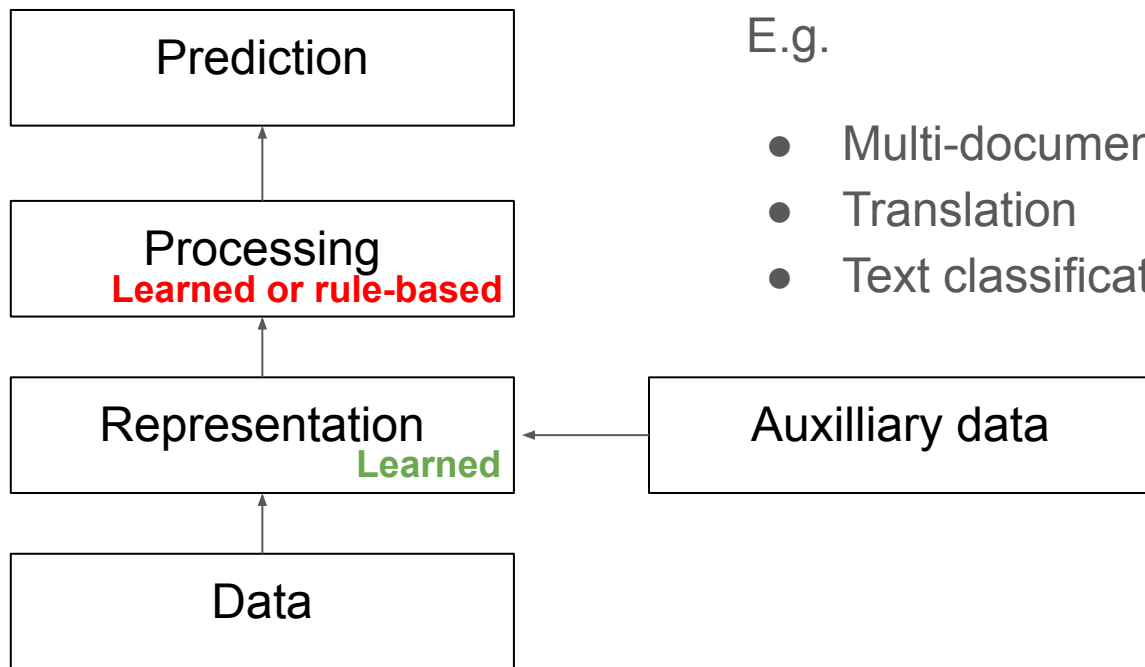 Prediction
Processing
Learned or rule-based
Representation
Learned
Data
Auxilliary data
E.g.
● Multi-documen
● Translation
● Text classificat